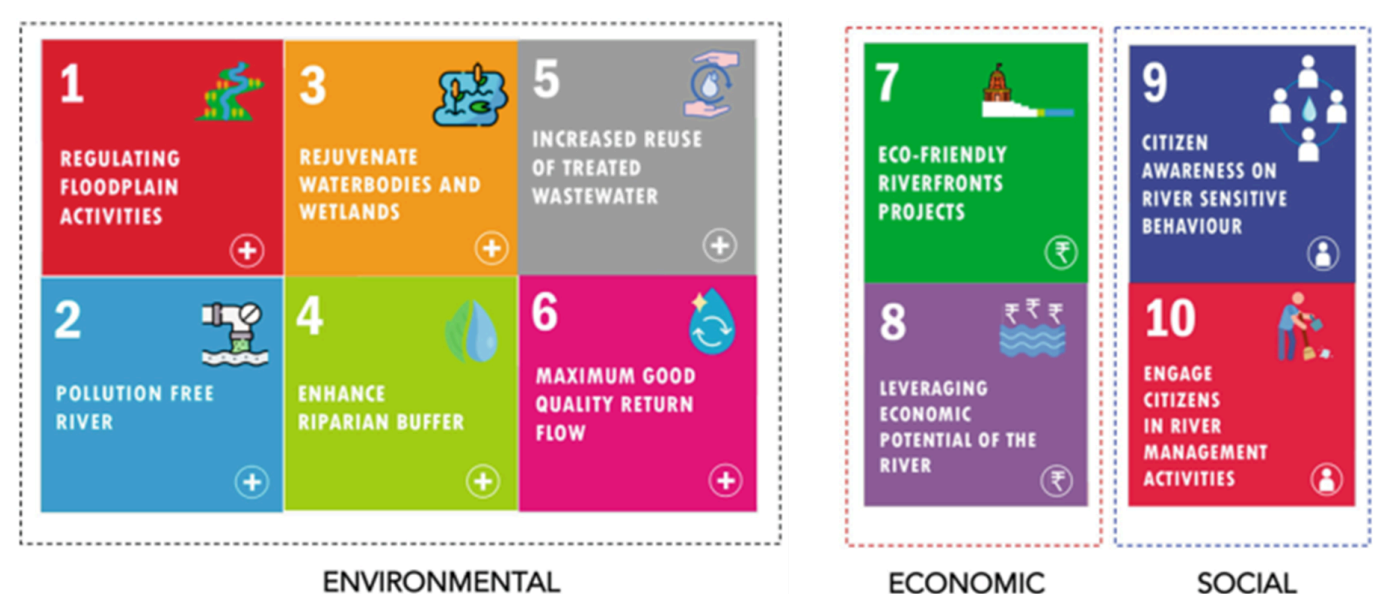 1
REGULATING
FLOODPLAIN
ACTIVITIES
2
POLLUTION FREE
RIVER
3
REJUVENATE
WATERBODIES AND
WETLANDS
4
ENHANCE
RIPARIAN BUFFER
5
INCREASED REUSE
OF TREATED
WASTEWATER
6
MAXIMUM GOOD
QUALITY RETURN
FLOW
ENVIRONMENTAL
7
ECO-FRIENDLY
RIVERFRONTS
PROJECTS
₹
8
₹ ₹ ₹
LEVERAGING
ECONOMIC
POTENTIAL OF THE
RIVER
₹
ECONOMIC
9
CITIZEN
AWARENESS ON
RIVER SENSITIVE
BEHAVIOUR
10
ENGAGE
CITIZENS
IN RIVER
MANAGEMENT
ACTIVITIES
SOCIAL